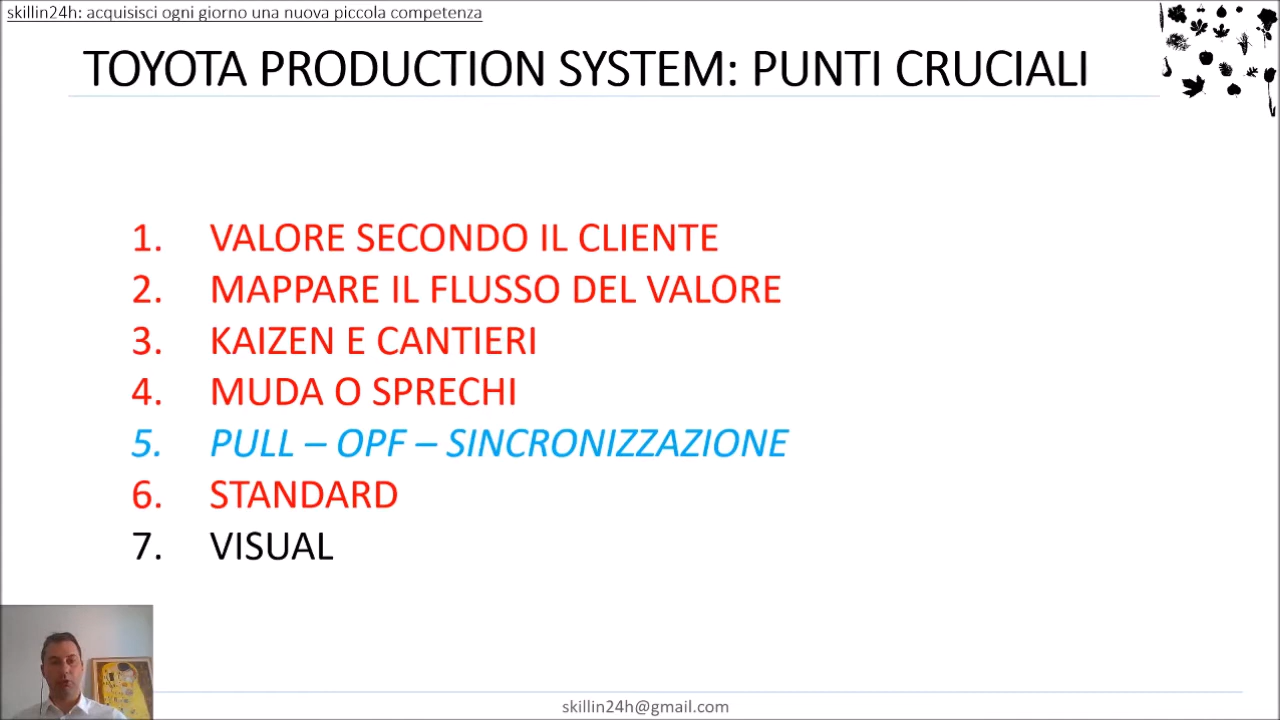 skillin24h: acquisisci ogni giorno una nuova piccola competenza
TOYOTA PRODUCTION SYSTEM: PUNTI CRUCIALI
1. VALORE SECONDO IL CLIENTE
2. MAPPARE IL FLUSSO DEL VALORE
3. KAIZEN E CANTIERI
4. MUDA O SPRECHI
5. PULL – OPF – SINCRONIZZAZIONE
6. STANDARD
7. VISUAL
skillin24h@gmail.com